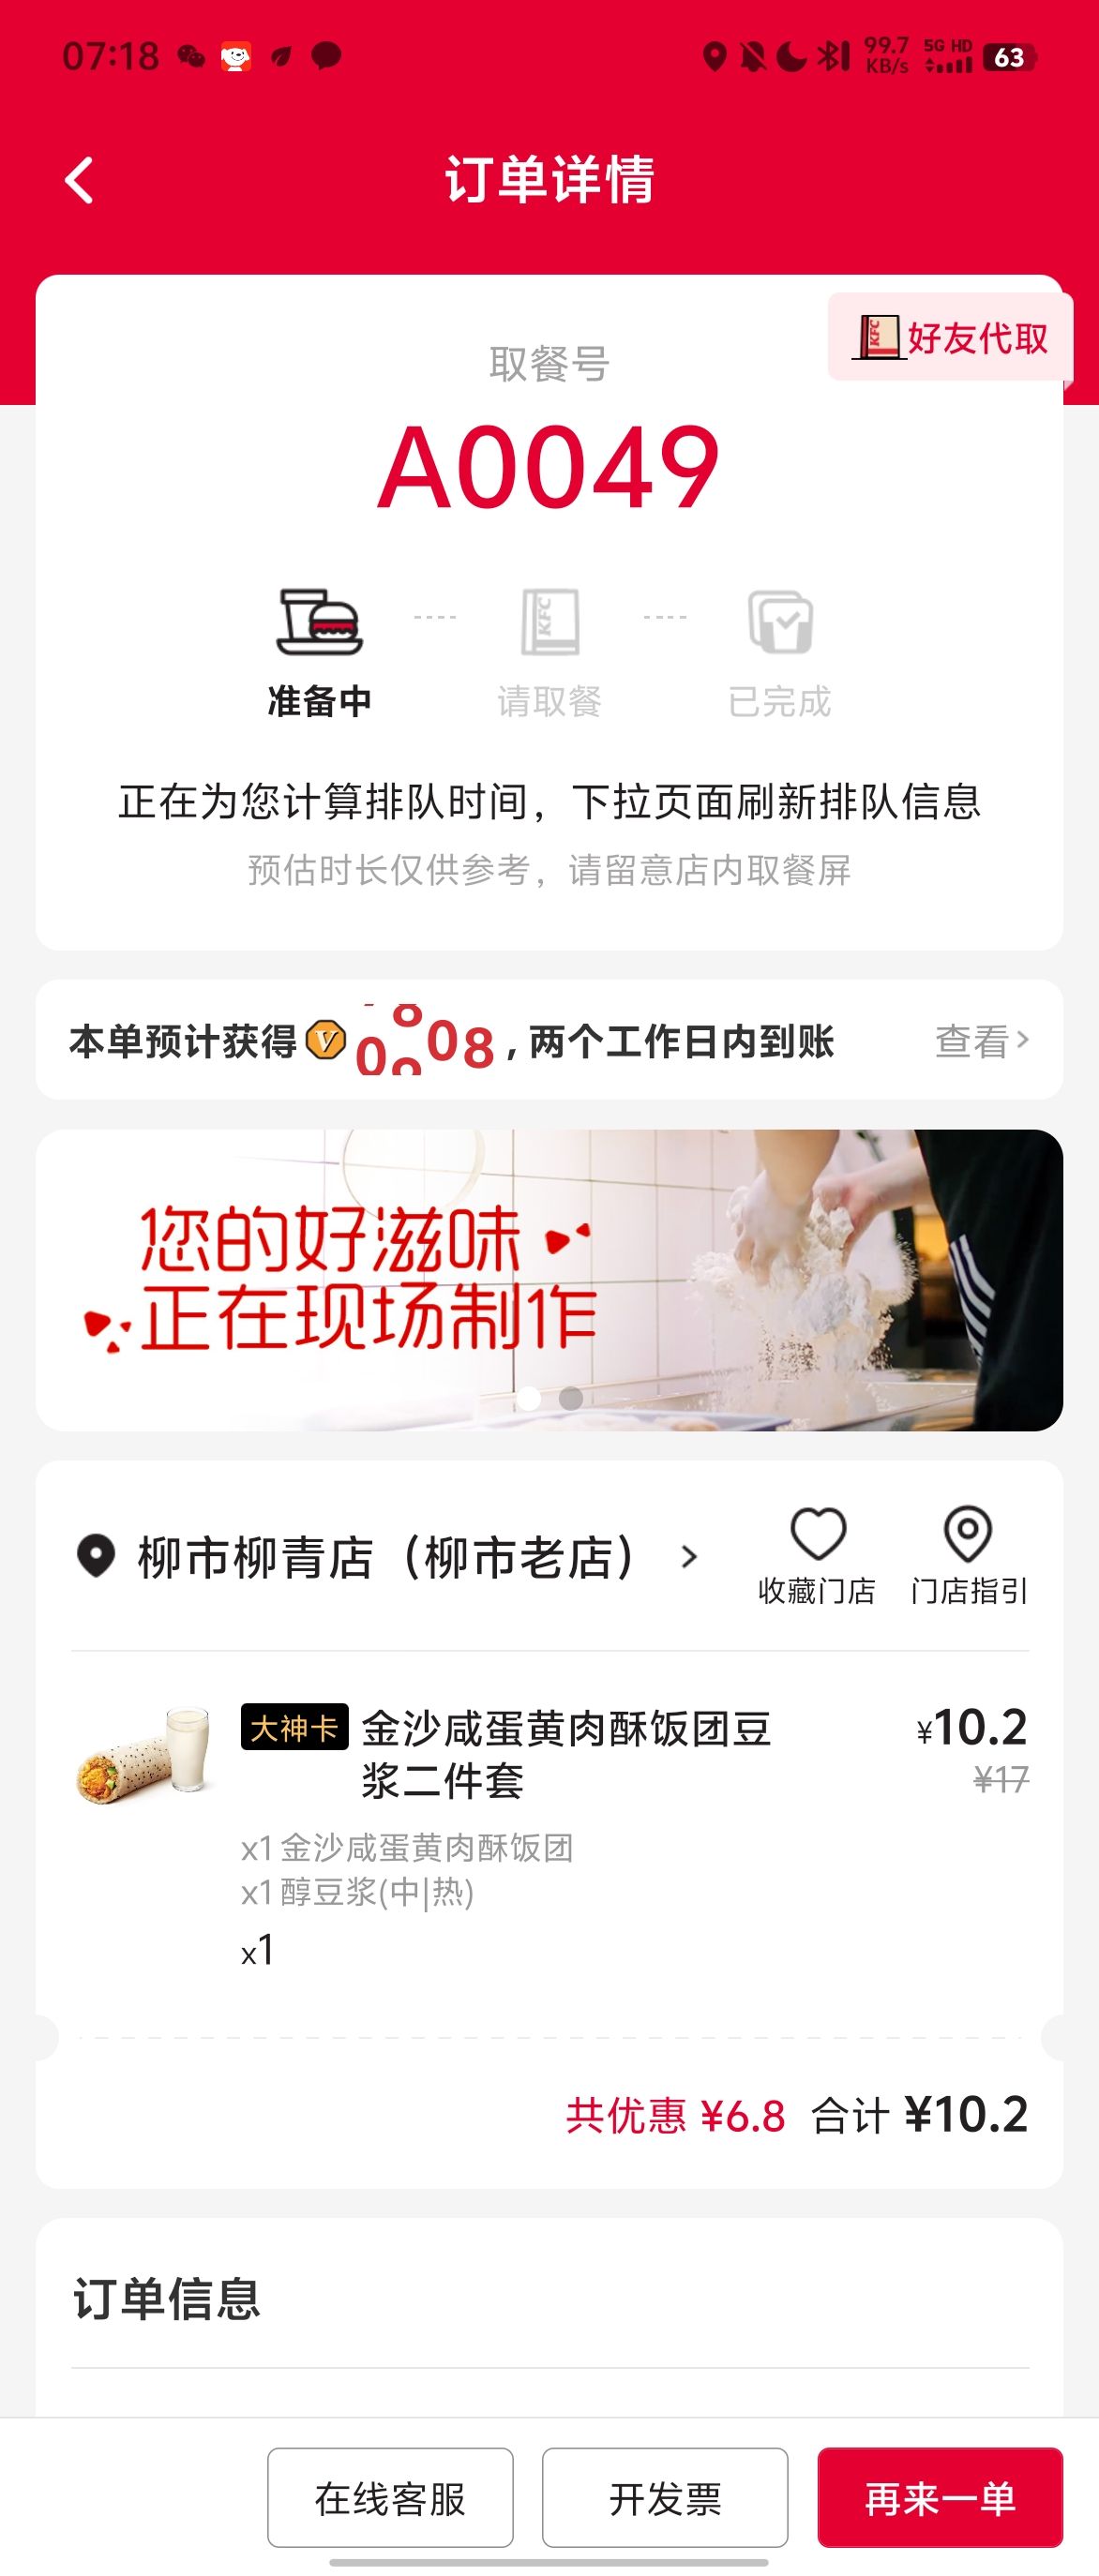 07:18
99.7 KB/s
5G HD
63
订单详情
KFC
好友代取
取餐号
A0049
KFC
准备中
请取餐
已完成
正在为您计算排队时间，下拉页面刷新排队信息
预估时长仅供参考，请留意店内取餐屏
本单预计获得
V
，两个工作日内到账
查看
您的好滋味
正在现场制作
柳市柳青店（柳市老店）
收藏门店
门店指引
大神卡 金沙咸蛋黄肉酥饭团豆
浆二件套
¥10.2
¥17
x1 金沙咸蛋黄肉酥饭团
x1 醇豆浆(中|热)
x1
共优惠 ¥6.8 合计 ¥10.2
订单信息
在线客服
开发票
再来一单